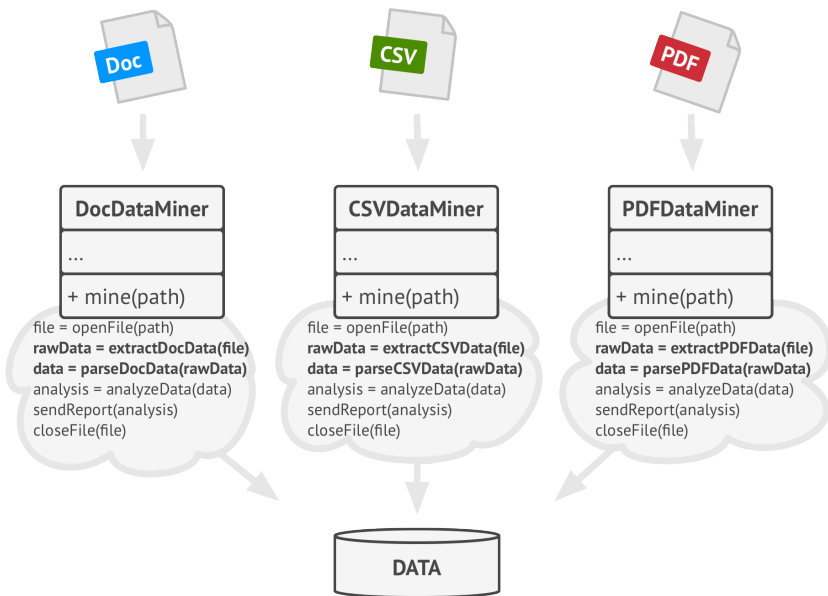 Doc
CSV
PDF
DocDataMiner
...
+ mine(path)
file = openFile(path)
rawData = extractDocData(file)
data = parseDocData(rawData)
analysis = analyzeData(data)
sendReport(analysis)
closeFile(file)
CSVDataMiner
...
+ mine(path)
file = openFile(path)
rawData = extractCSVData(file)
data = parseCSVData(rawData)
analysis = analyzeData(data)
sendReport(analysis)
closeFile(file)
PDFDataMiner
...
+ mine(path)
file = openFile(path)
rawData = extractPDFData(file)
data = parsePDFData(rawData)
analysis = analyzeData(data)
sendReport(analysis)
closeFile(file)
DATA